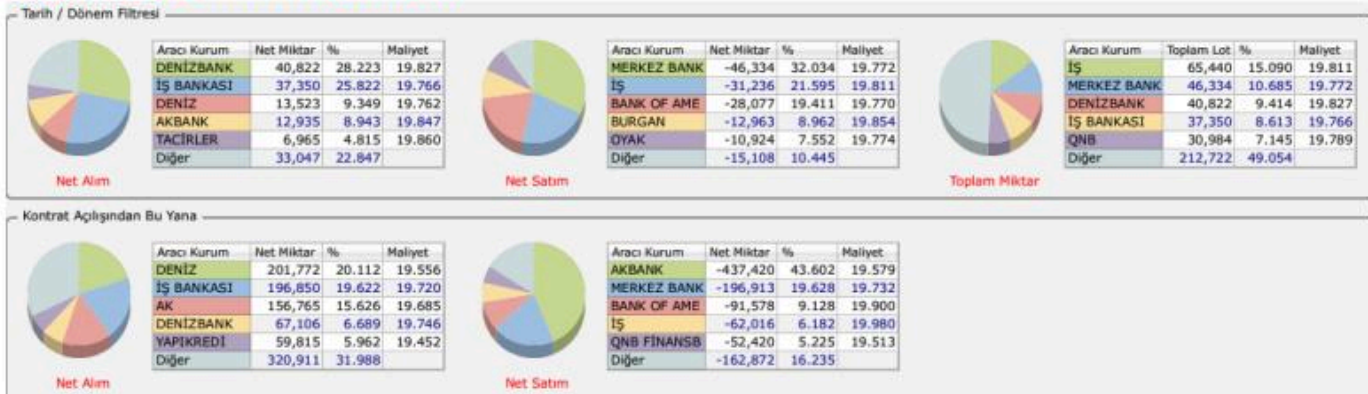 Tarih / Dönem Filtresi
Aracı Kurum Net Miktar % Maliyet
DENİZBANK 40,822 28.223 19.827
İŞ BANKASI 37,350 25.822 19.766
DENİZ 13,523 9.349 19.762
AKBANK 12,935 8.943 19.847
TACİRLER 6,965 4.815 19.860
Diğer 33,047 22.847
Net Alım
Aracı Kurum Net Miktar % Maliyet
MERKEZ BANK -46,334 32.034 19.772
İŞ -31,236 21.595 19.811
BANK OF AME -28,077 19.411 19.770
BURGAN -12,963 8.962 19.854
OYAK -10,924 7.552 19.774
Diğer -15,108 10.445
Net Satım
Aracı Kurum Toplam Lot % Maliyet
İŞ 65,440 15.090 19.811
MERKEZ BANK 46,334 10.685 19.772
DENİZBANK 40,822 9.414 19.827
İŞ BANKASI 37,350 8.613 19.766
QNB 30,984 7.145 19.789
Diğer 212,722 49.054
Toplam Miktar
Kontrat Açılışından Bu Yana
Aracı Kurum Net Miktar % Maliyet
DENİZ 201,772 20.112 19.556
İŞ BANKASI 196,850 19.622 19.720
AK 156,765 15.626 19.685
DENİZBANK 67,106 6.689 19.746
YAPIKREDİ 59,815 5.962 19.452
Diğer 320,911 31.988
Net Alım
Aracı Kurum Net Miktar % Maliyet
AKBANK -437,420 43.602 19.579
MERKEZ BANK -196,913 19.628 19.732
BANK OF AME -91,578 9.128 19.900
İŞ -62,016 6.182 19.980
QNB FİNANSB -52,420 5.225 19.513
Diğer -162,872 16.235
Net Satım